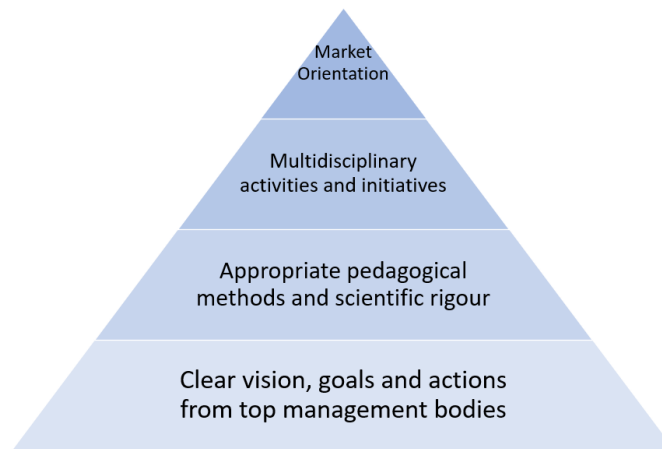 Market
Orientation
Multidisciplinary
activities and initiatives
Appropriate pedagogical
methods and scientific rigour
Clear vision, goals and actions
from top management bodies